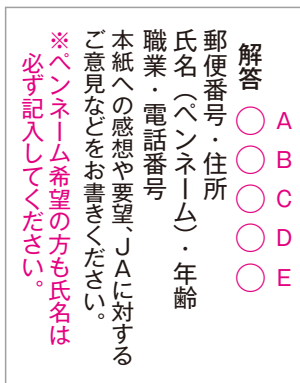 解答 ○A ○B ○C ○D ○E
郵便番号・住所
氏名（ペンネーム）・年齢
職業・電話番号
本紙への感想や要望、JAに対する
ご意見などをお書きください。
※ペンネーム希望の方も氏名は
必ず記入してください。